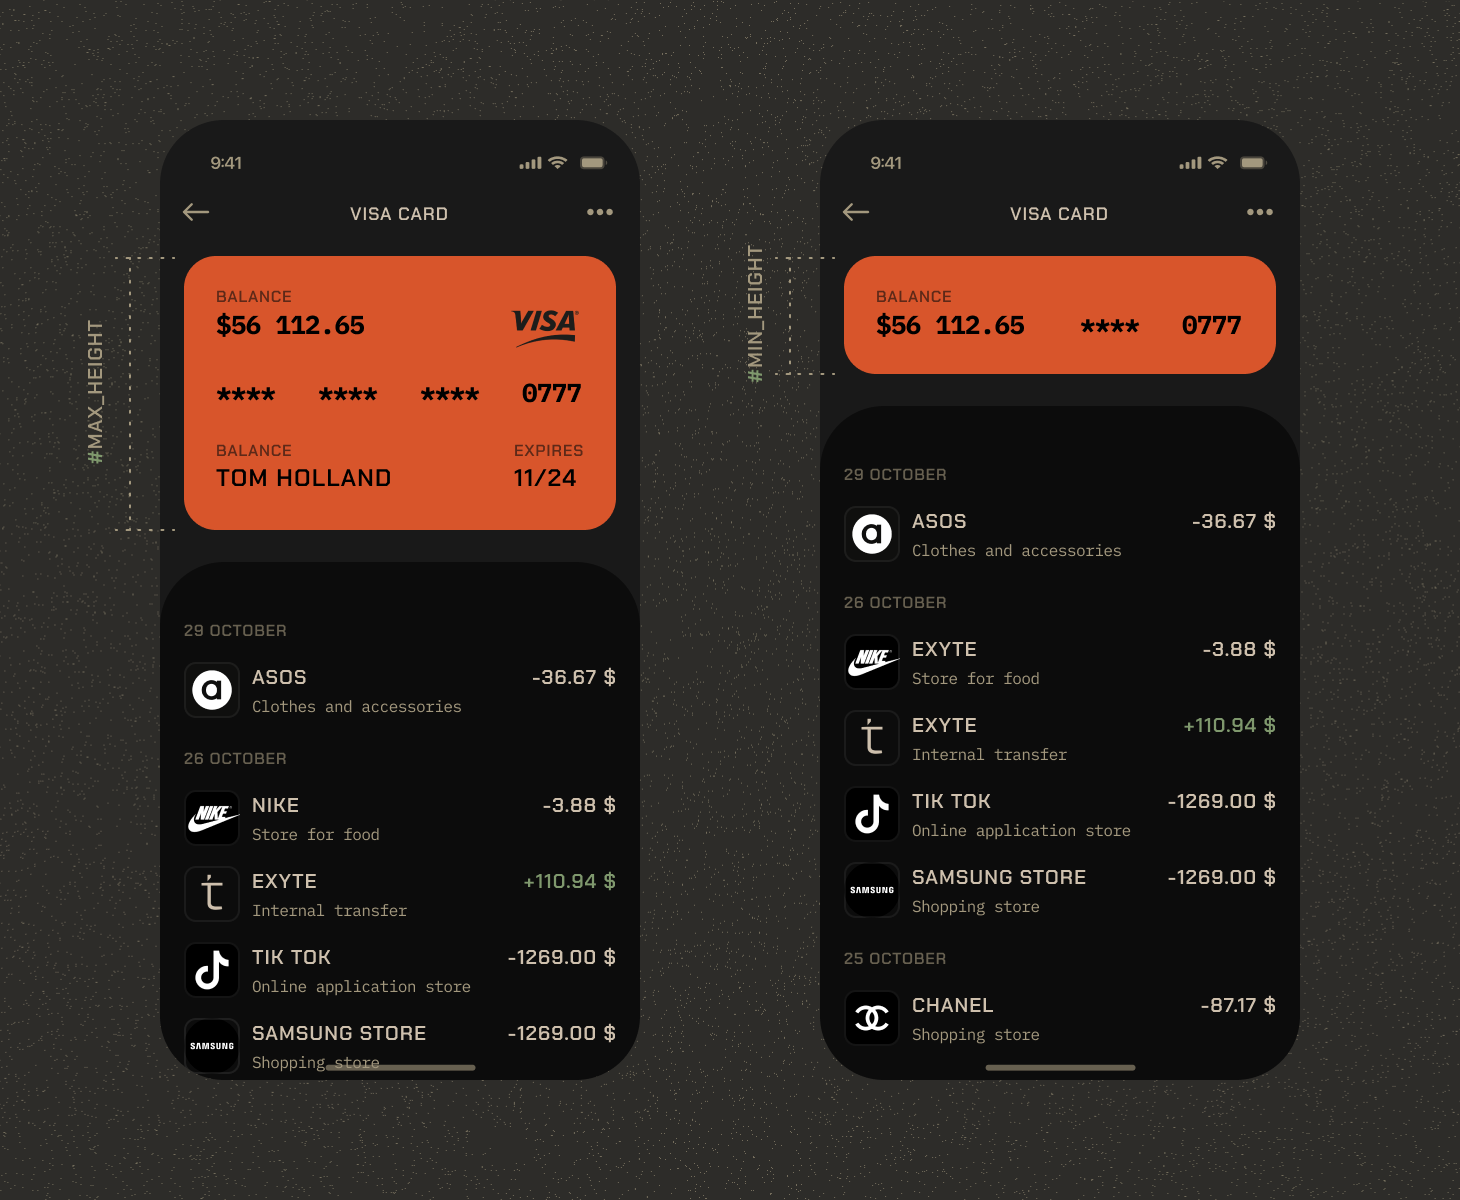 9:41
VISA CARD
#MAX_HEIGHT
BALANCE
$56 112.65
VISA
**** **** **** 0777
BALANCE EXPIRES
TOM HOLLAND 11/24
29 OCTOBER
ASOS -36.67 $
Clothes and accessories
26 OCTOBER
NIKE
NIKE -3.88 $
Store for food
EXYTE +110.94 $
Internal transfer
TIK TOK -1269.00 $
Online application store
SAMSUNG
SAMSUNG STORE -1269.00 $
Shopping store
9:41
VISA CARD
#MIN_HEIGHT
BALANCE
$56 112.65 **** 0777
29 OCTOBER
ASOS -36.67 $
Clothes and accessories
26 OCTOBER
NIKE
EXYTE -3.88 $
Store for food
EXYTE +110.94 $
Internal transfer
TIK TOK -1269.00 $
Online application store
SAMSUNG
SAMSUNG STORE -1269.00 $
Shopping store
25 OCTOBER
CHANEL -87.17 $
Shopping store